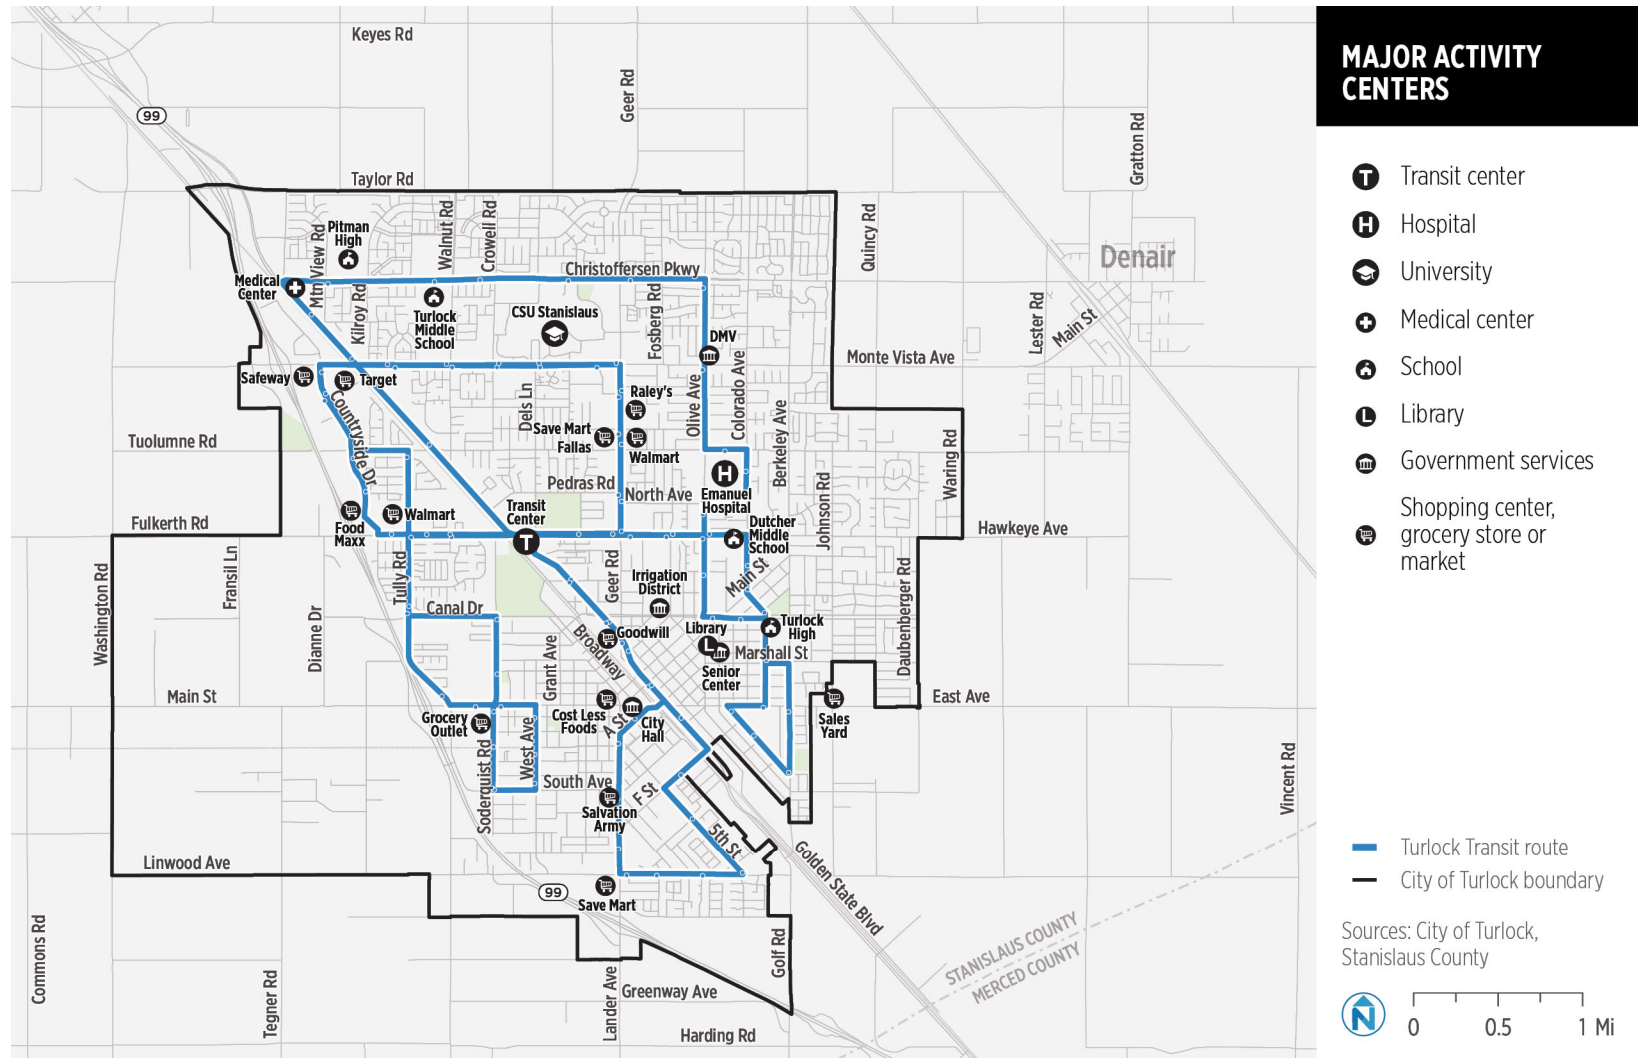 Keyes Rd
Geer Rd
99
Gratton Rd
Taylor Rd
Pitman
High
Mtn View Rd
Walnut Rd
Crowell Rd
Quincy Rd
Denair
Christoffersen Pkwy
Medical
Center
Kilroy Rd
Turlock
Middle
School
CSU Stanislaus
Fosberg Rd
DMV
Lester Rd
Main St
Monte Vista Ave
Safeway
Target
Countryside Dr
Dels Ln
Raley's
Olive Ave
Colorado Ave
Berkeley Ave
Tuolumne Rd
Save Mart
Fallas
Walmart
Waring Rd
Pedras Rd
North Ave
H
Emanuel
Hospital
Johnson Rd
Fulkerth Rd
Food
Maxx
Walmart
Transit
Center
T
Dutcher
Middle
School
Hawkeye Ave
Washington Rd
Fransil Ln
Dianne Dr
Tully Rd
Canal Dr
Geer Rd
Irrigation
District
Main St
Daubenberger Rd
Broadway
Goodwill
Library
L
Turlock
High
Marshall St
Senior
Center
Grant Ave
Main St
East Ave
Grocery
Outlet
Cost Less
Foods
A St
City
Hall
Sales
Yard
Soderquist Rd
West Ave
South Ave
F St
Salvation
Army
5th St
Vincent Rd
Linwood Ave
99
Save Mart
Golden State Blvd
Commons Rd
Tegner Rd
Lander Ave
Greenway Ave
Golf Rd
Harding Rd
STANISLAUS COUNTY
MERCED COUNTY
MAJOR ACTIVITY
CENTERS
T Transit center
H Hospital
University
Medical center
School
L Library
Government services
Shopping center,
grocery store or
market
Turlock Transit route
City of Turlock boundary
Sources: City of Turlock,
Stanislaus County
N
0 0.5 1 Mi